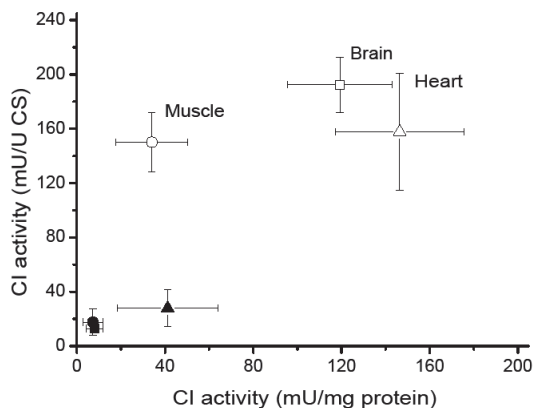 240
200
160
120
80
40
0
CI activity (mU/U CS)
Brain
Heart
Muscle
0 40 80 120 160 200
CI activity (mU/mg protein)